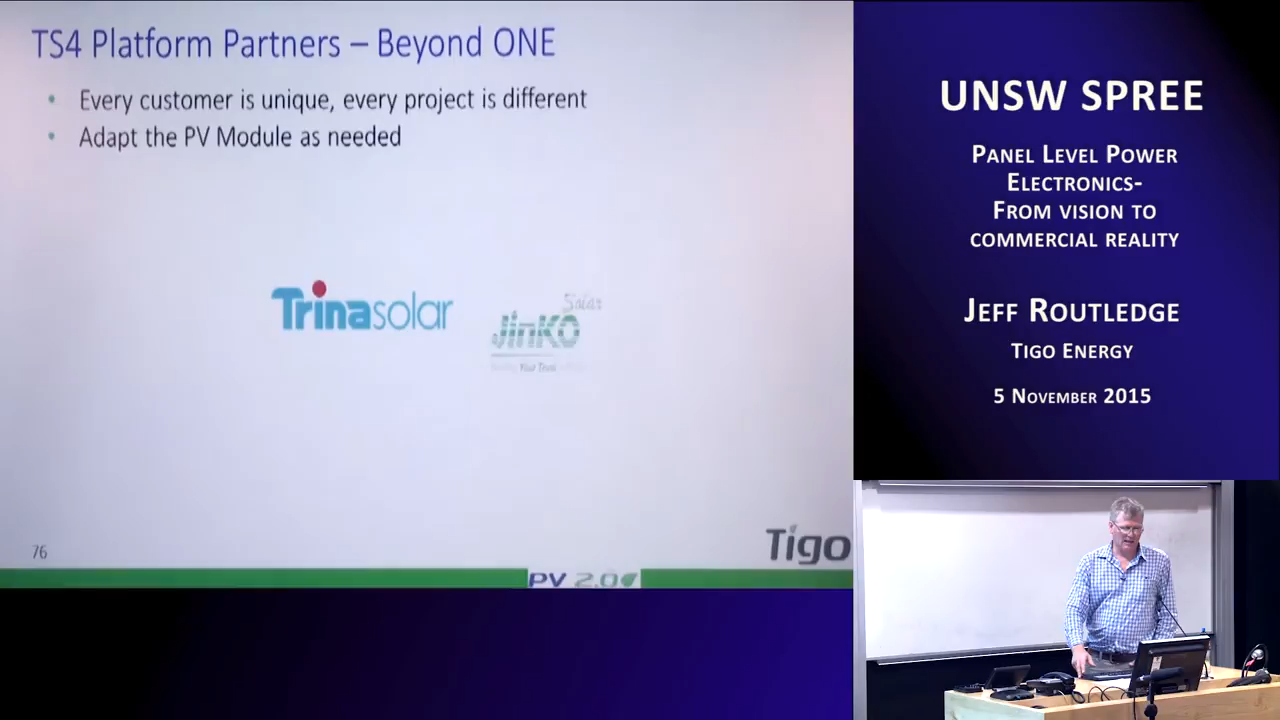 TS4 Platform Partners – Beyond ONE
• Every customer is unique, every project is different
• Adapt the PV Module as needed
Trinasolar
Solar
JinKO
Your Trust
76
Tigo
PV 2.0
UNSW SPREE
PANEL LEVEL POWER
ELECTRONICS-
FROM VISION TO
COMMERCIAL REALITY
JEFF ROUTLEDGE
TIGO ENERGY
5 NOVEMBER 2015